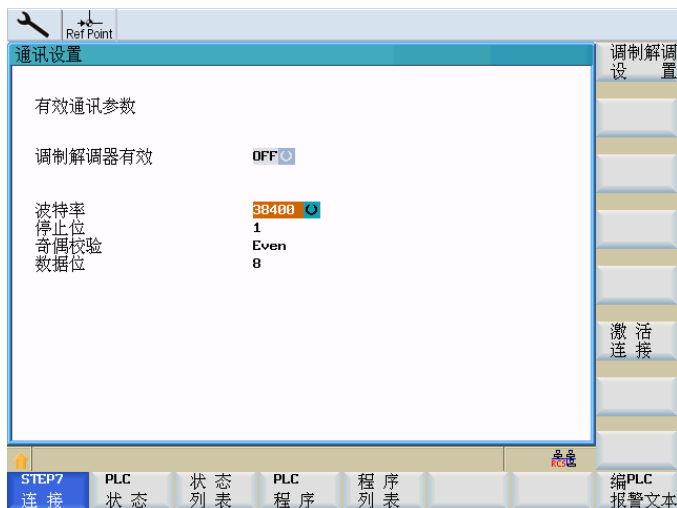 Ref Point
通讯设置
调制解调
设 置
有效通讯参数
调制解调器有效 OFF
波特率 38400
停止位 1
奇偶校验 Even
数据位 8
激 活
连 接
RCS
STEP7
连 接
PLC
状 态
状 态
列 表
PLC
程 序
程 序
列 表
编PLC
报警文本